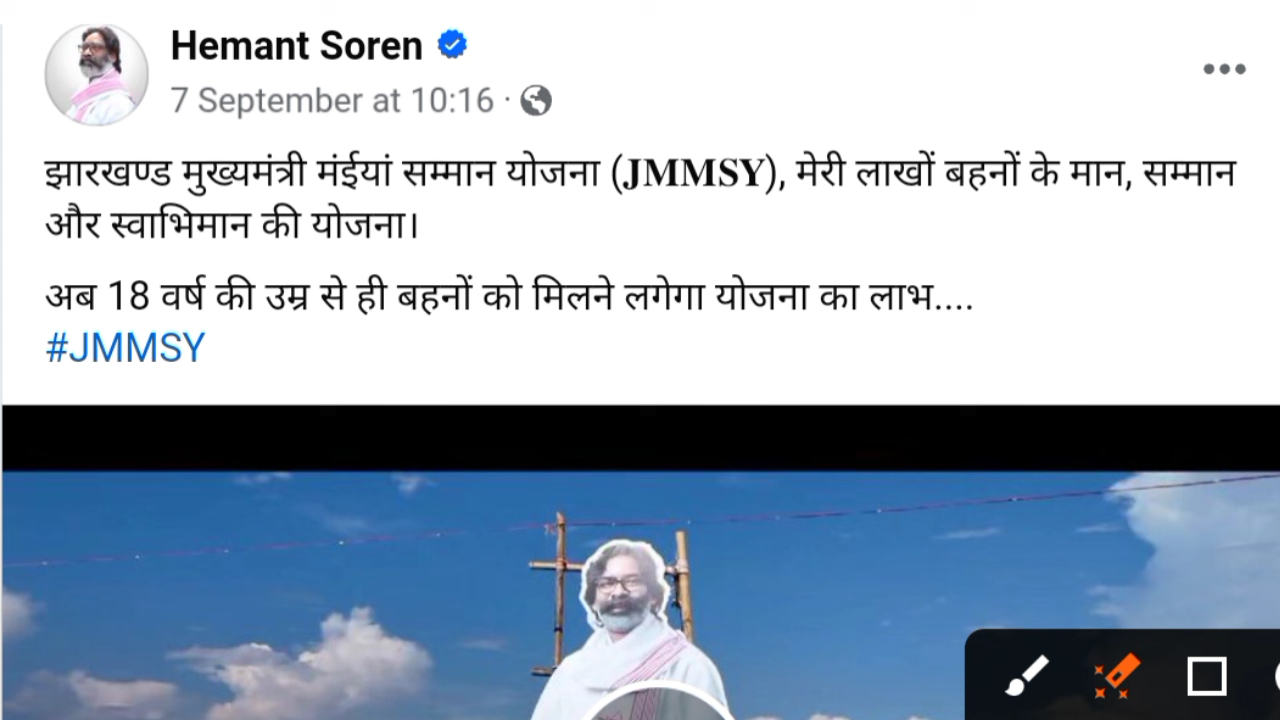 Hemant Soren
7 September at 10:16 ·
झारखण्ड मुख्यमंत्री मंईयां सम्मान योजना (JMMSY), मेरी लाखों बहनों के मान, सम्मान
और स्वाभिमान की योजना।
अब 18 वर्ष की उम्र से ही बहनों को मिलने लगेगा योजना का लाभ....
#JMMSY